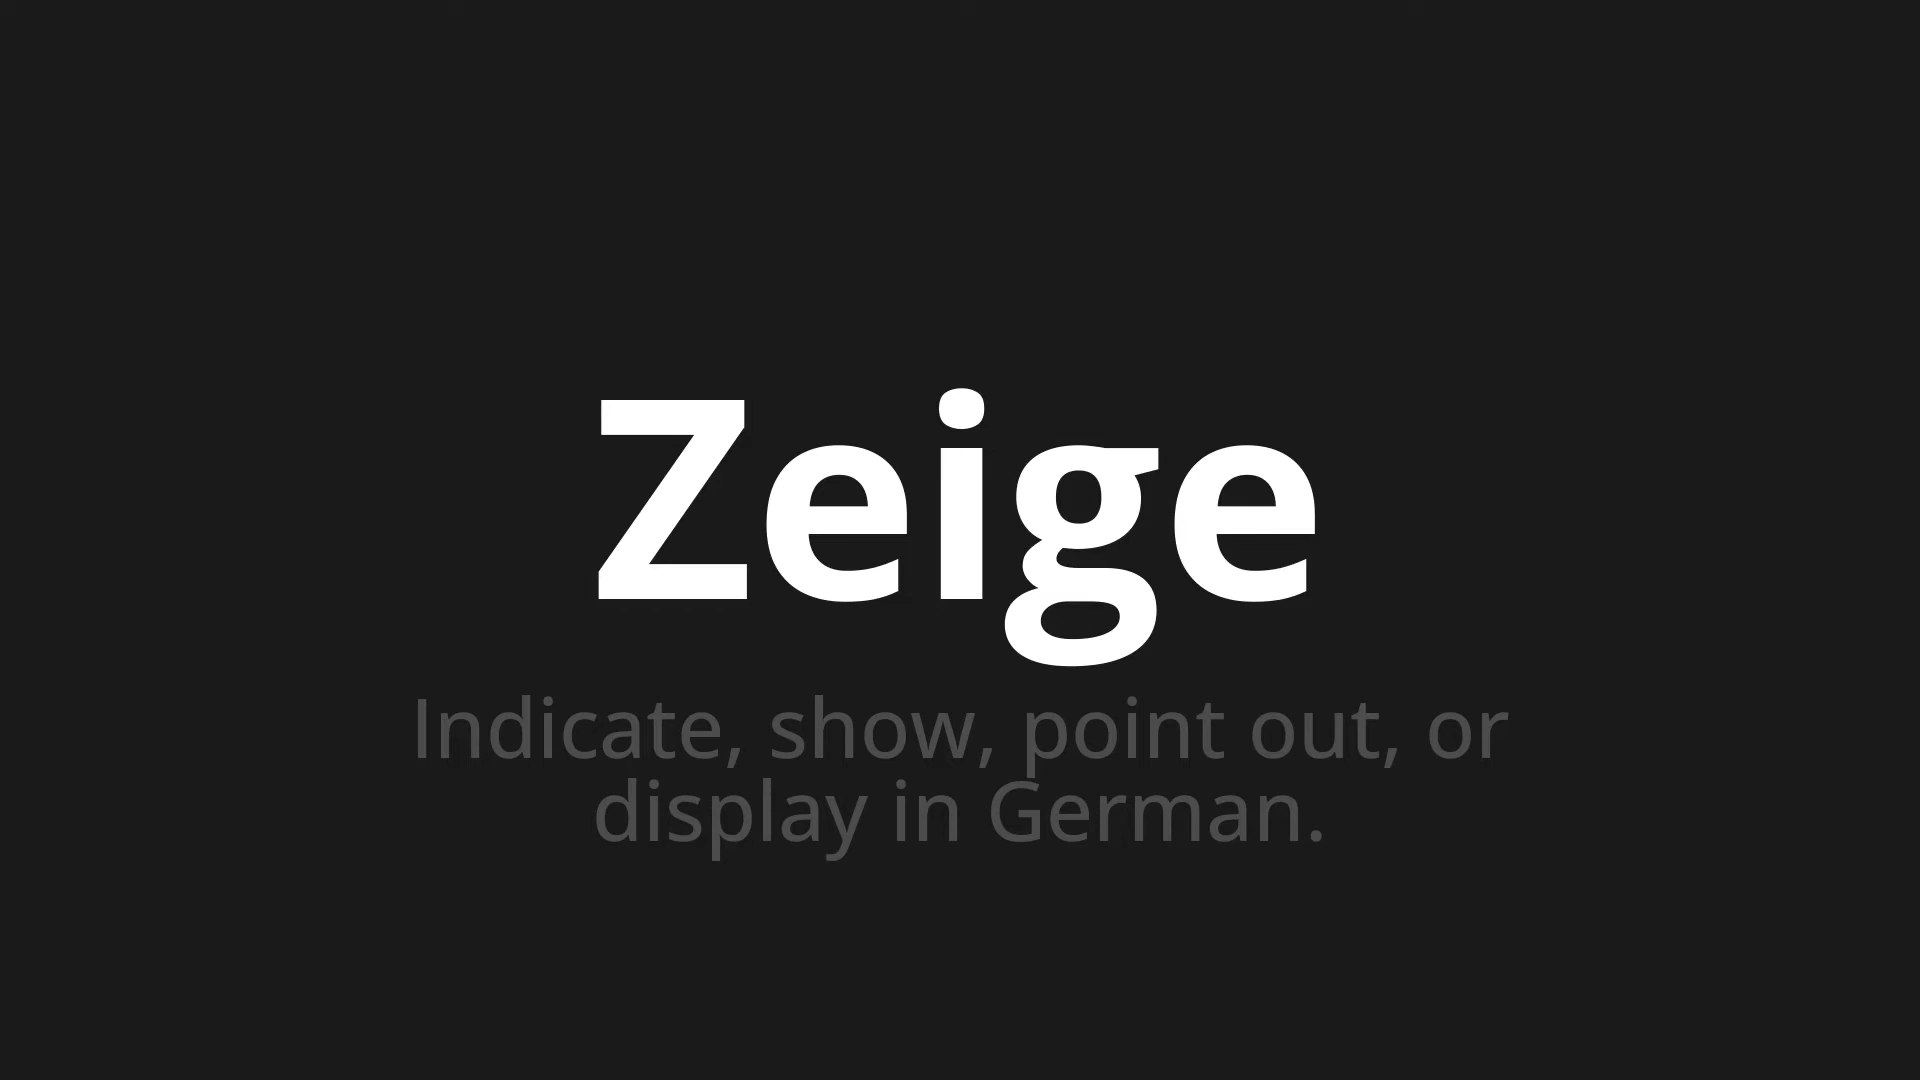 Zeige
Indicate, show, point out, or
display in German.